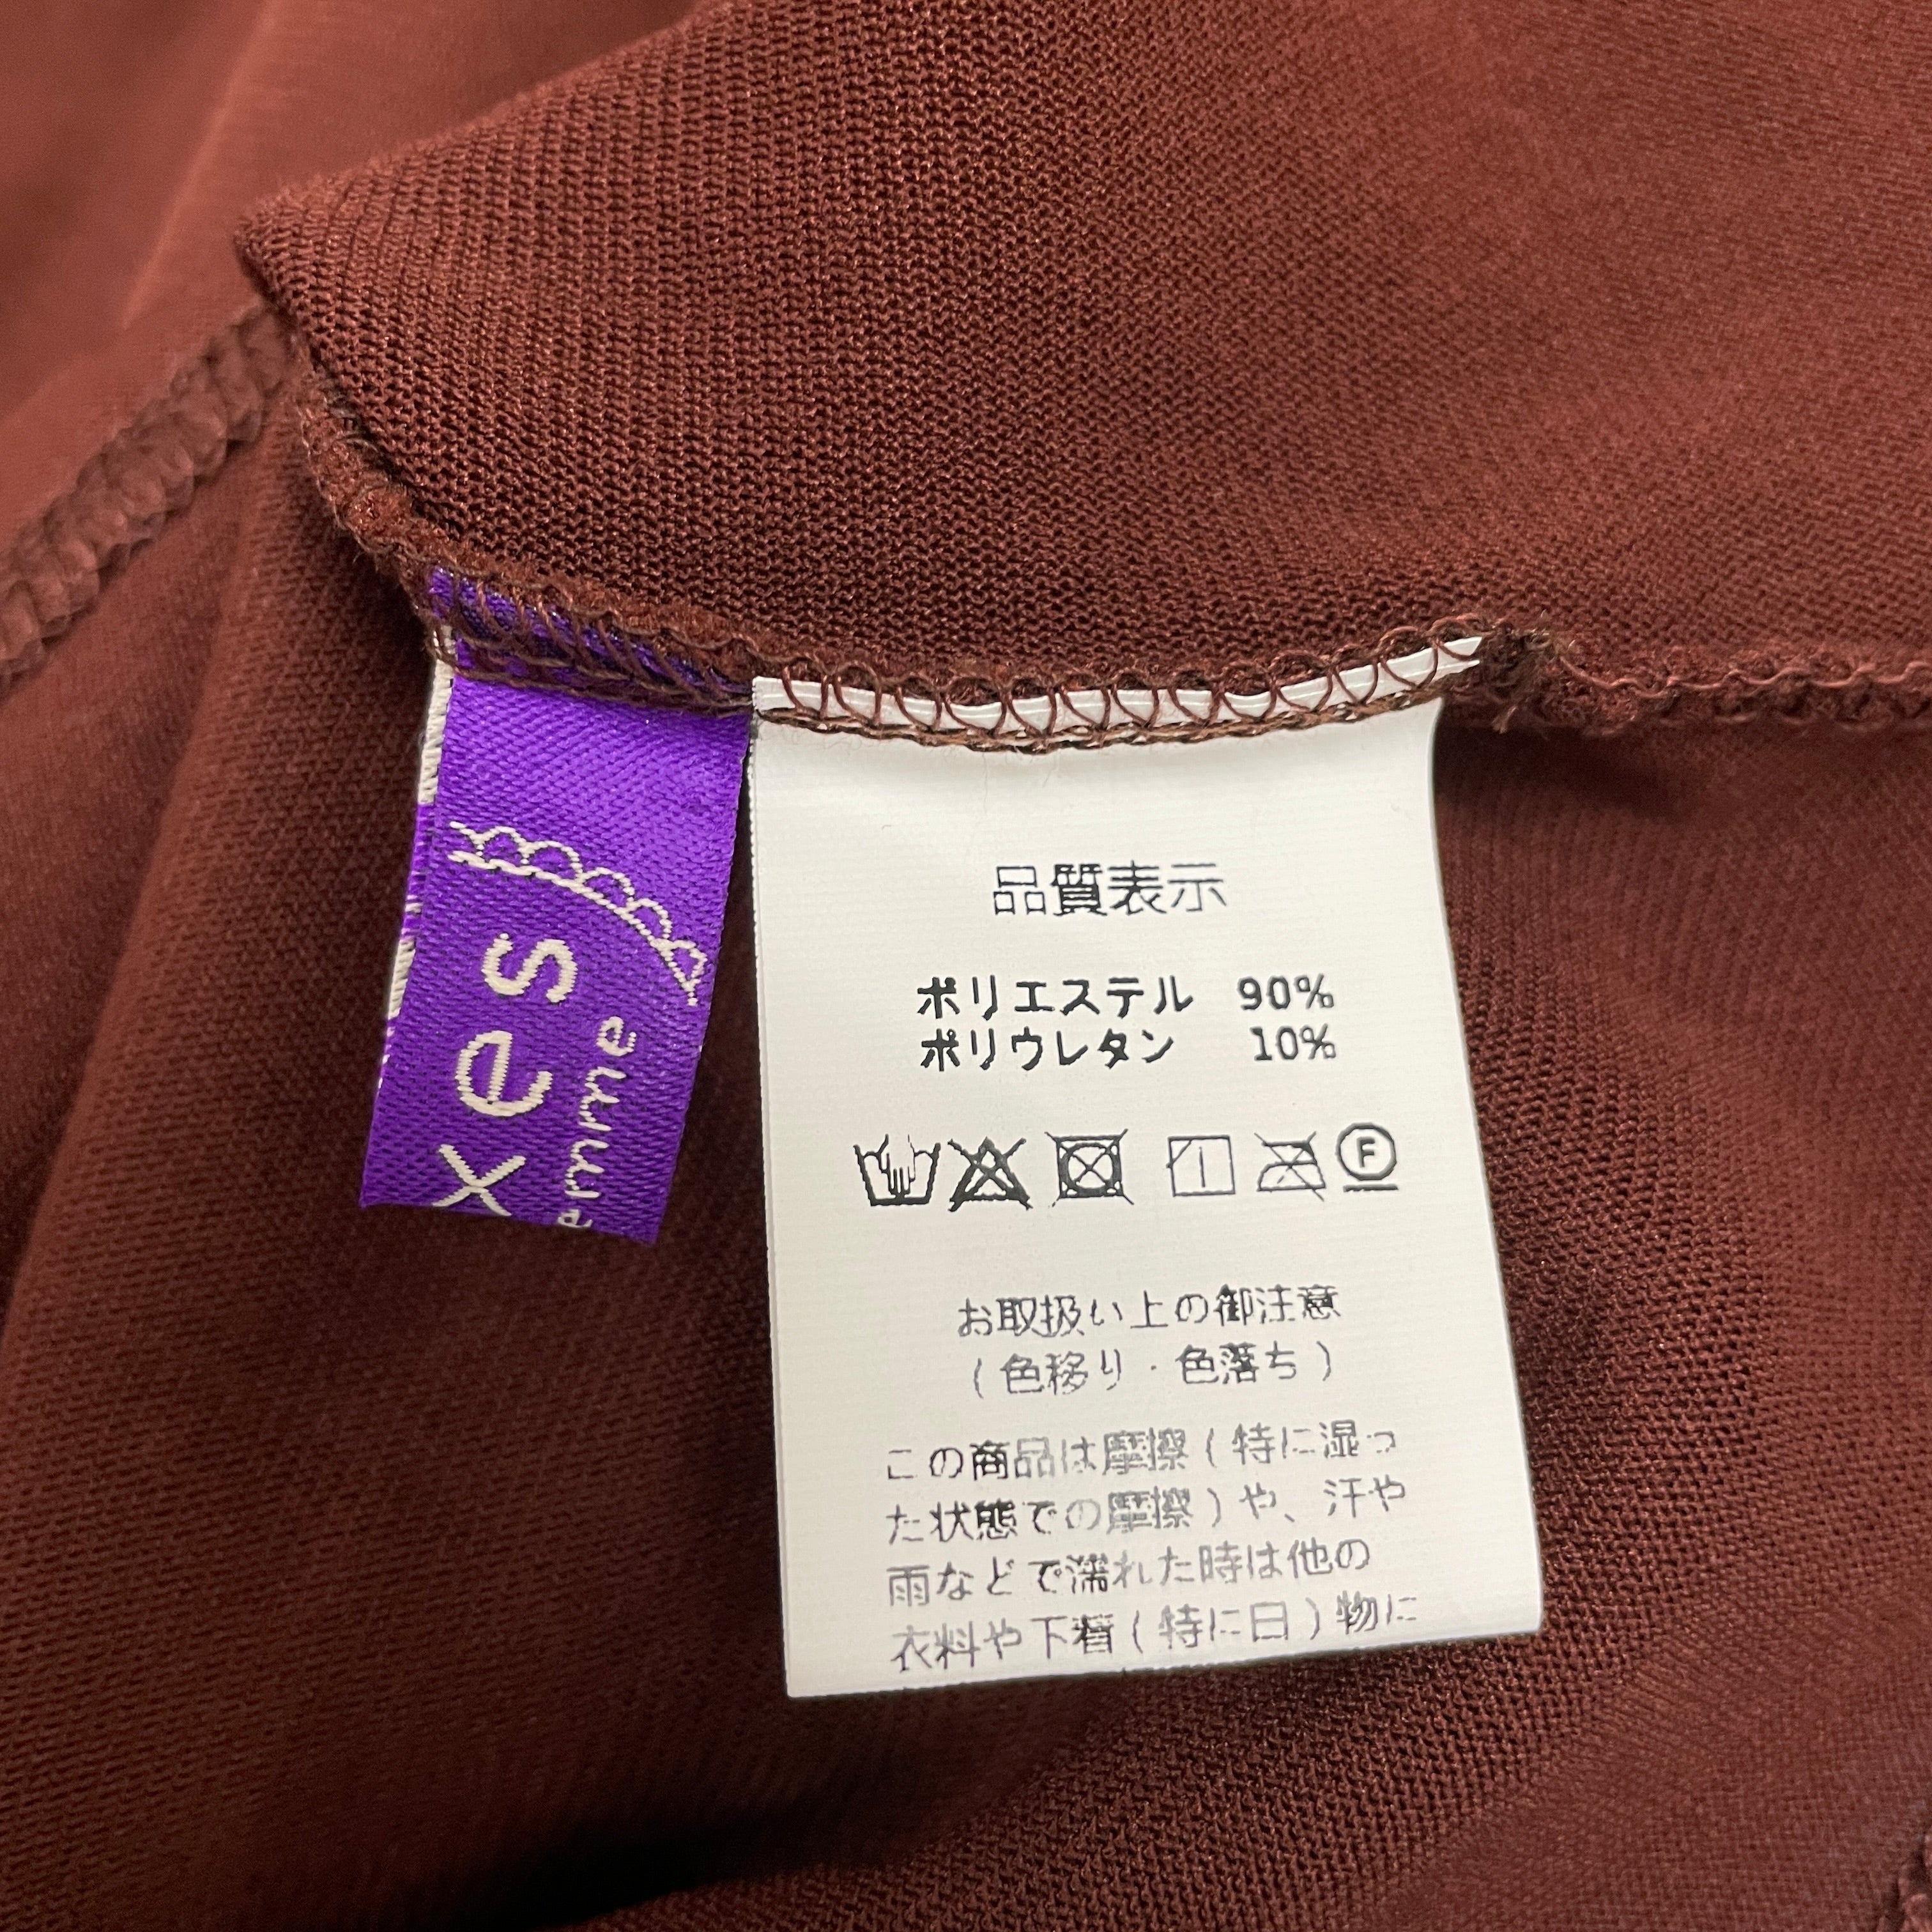 xes
emme
品質表示
ポリエステル 90%
ポリウレタン 10%
F
お取扱い上の御注意
(色移り・色落ち)
この商品は摩擦(特に湿っ
た状態での摩擦)や、汗や
雨などで濡れた時は他の
衣料や下着(特に白)物に